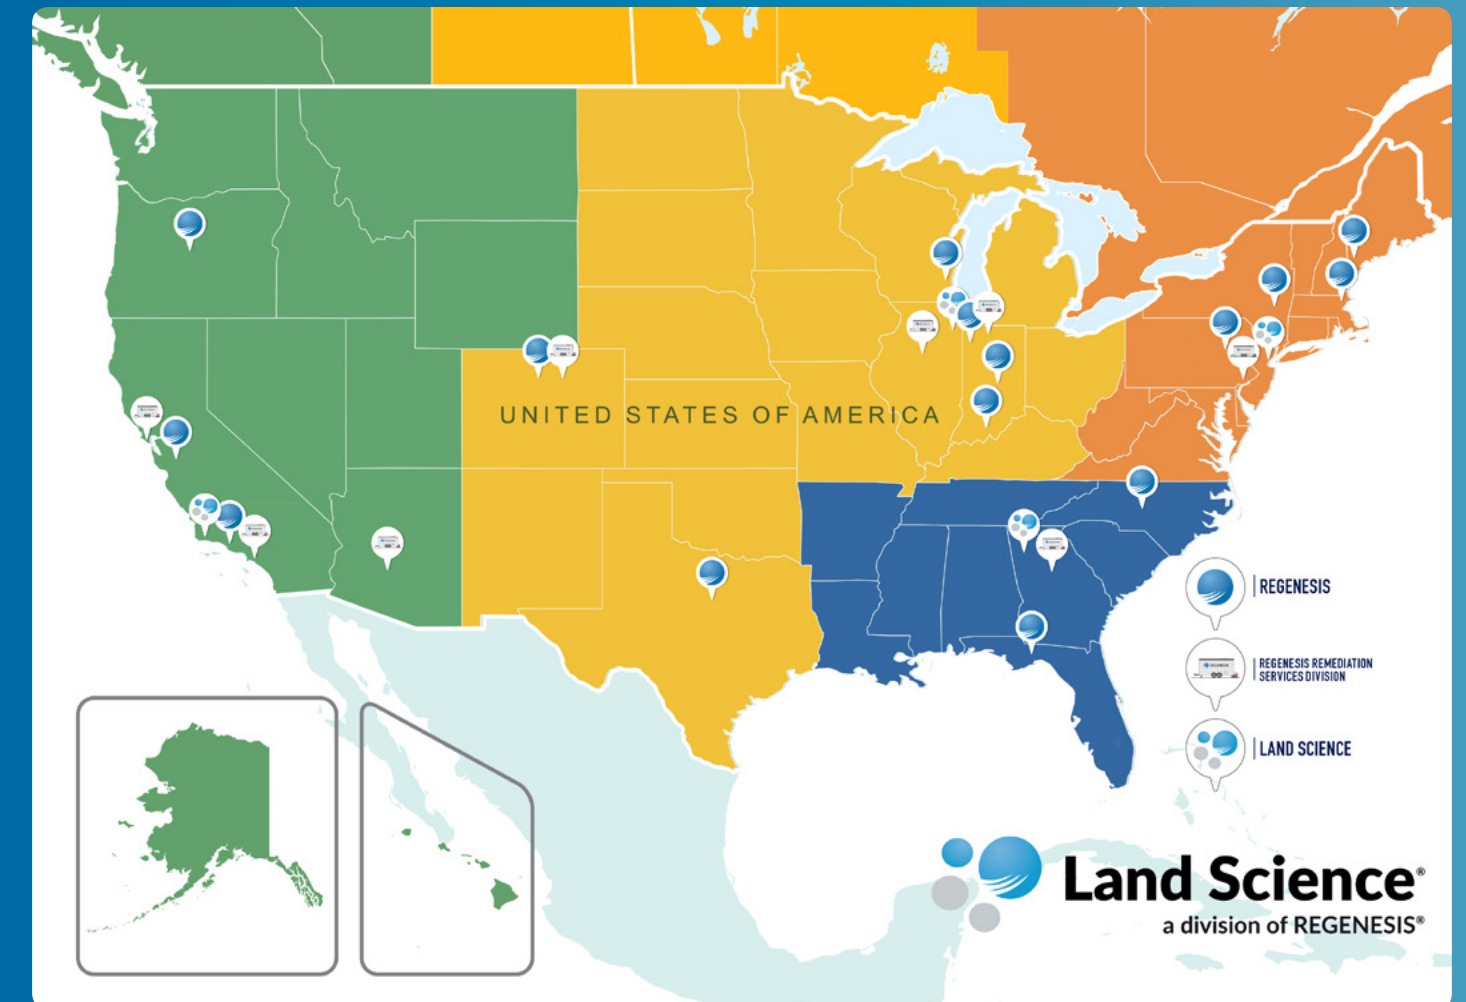 UNITED STATES OF AMERICA
REGENESIS
REGENESIS REMEDIATION
SERVICES DIVISION
LAND SCIENCE
Land Science®
a division of REGENESIS®